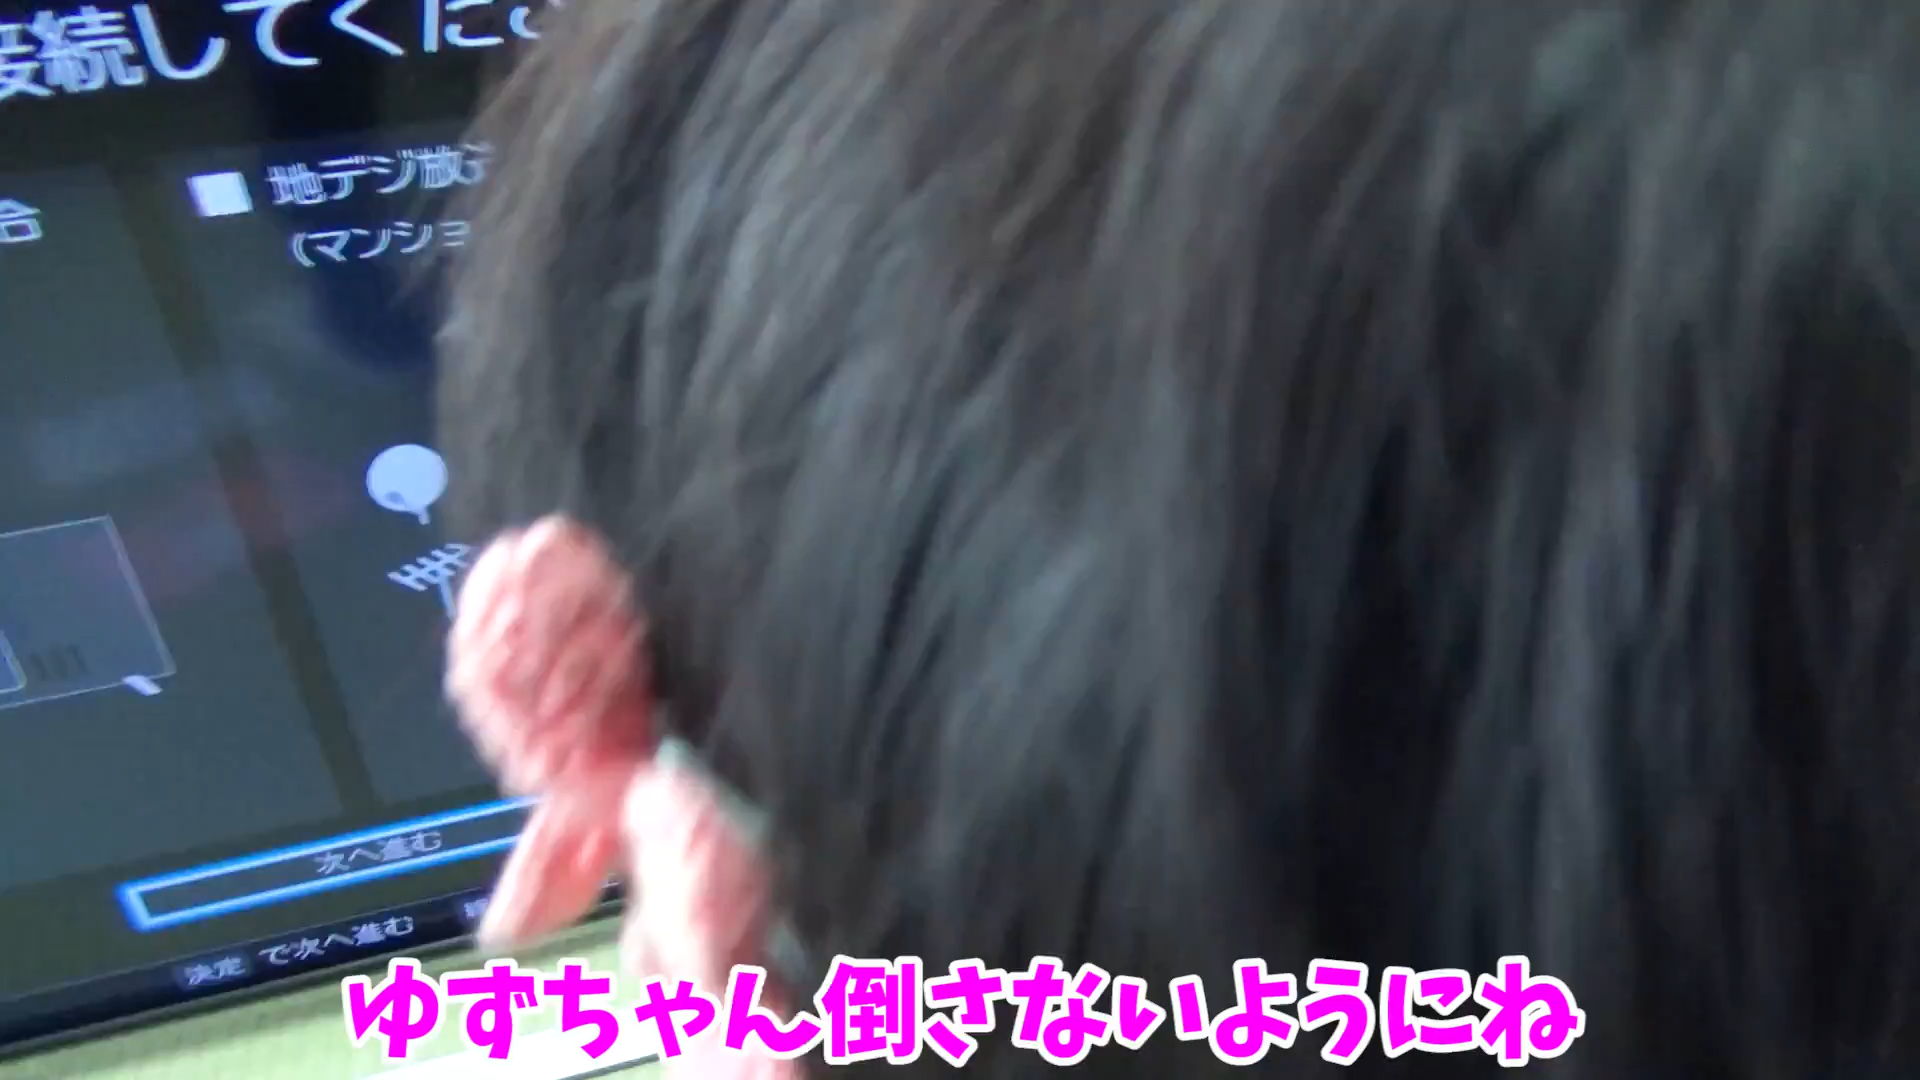 接続してくださ
合
地デジ放
(マンショ
次へ進む
決定 で次へ進む
ゆずちゃん倒さないようにね